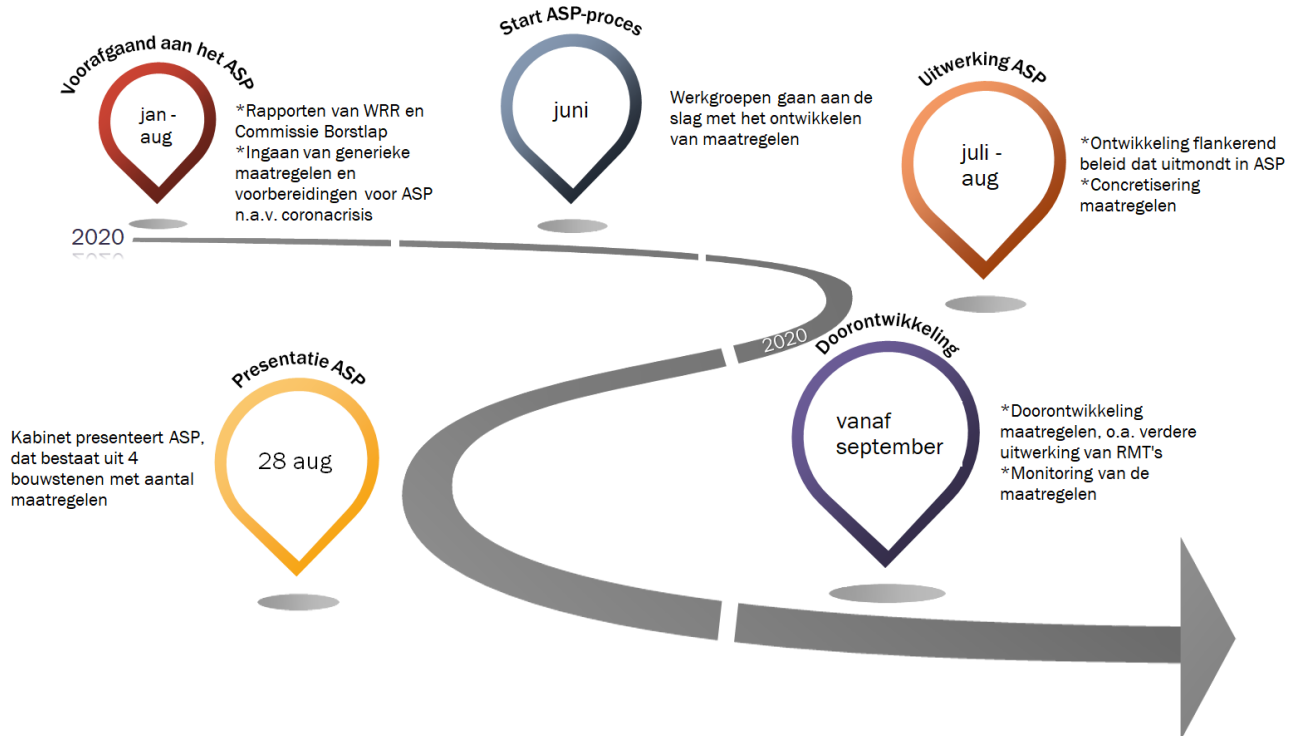 Voorafgaand aan het ASP
jan -
aug
*Rapporten van WRR en
Commissie Borstlap
*Ingaan van generieke
maatregelen en
voorbereidingen voor ASP
n.a.v. coronacrisis
Start ASP-proces
juni
Werkgroepen gaan aan de
slag met het ontwikkelen
van maatregelen
Uitwerking ASP
juli -
aug
*Ontwikkeling flankerend
beleid dat uitmondt in ASP
*Concretisering
maatregelen
2020
2020
Presentatie ASP
28 aug
Kabinet presenteert ASP,
dat bestaat uit 4
bouwstenen met aantal
maatregelen
Doorontwikkeling
vanaf
september
*Doorontwikkeling
maatregelen, o.a. verdere
uitwerking van RMT's
*Monitoring van de
maatregelen